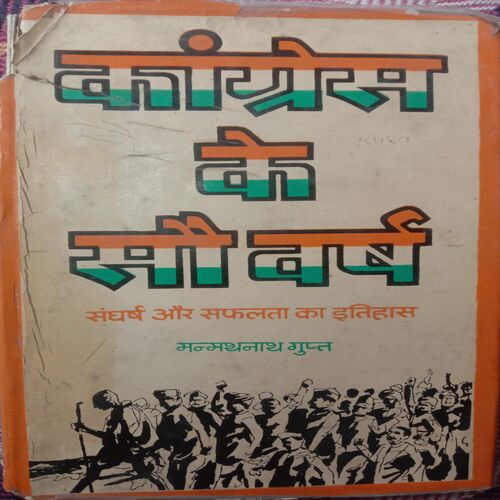 कांग्रेस
के
सौ वर्ष
संघर्ष और सफलता का इतिहास
मन्मथनाथ गुप्त